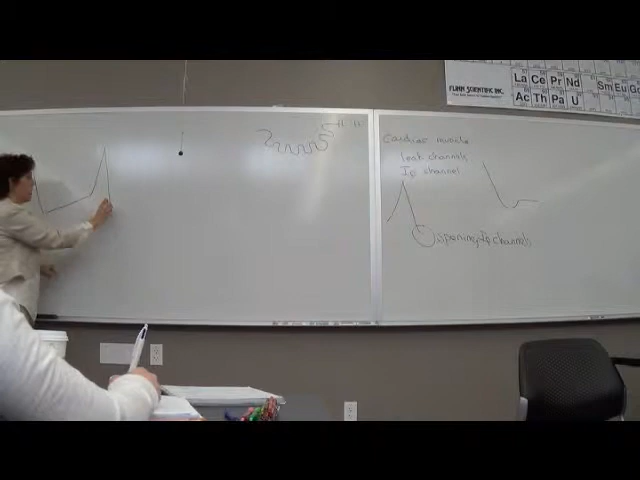 FLINN SCIENTIFIC INC.
La Ce Pr Nd Sm Eu Gd
Ac Th Pa U
Cardiac muscle
leak channels
If channel
opening If channels